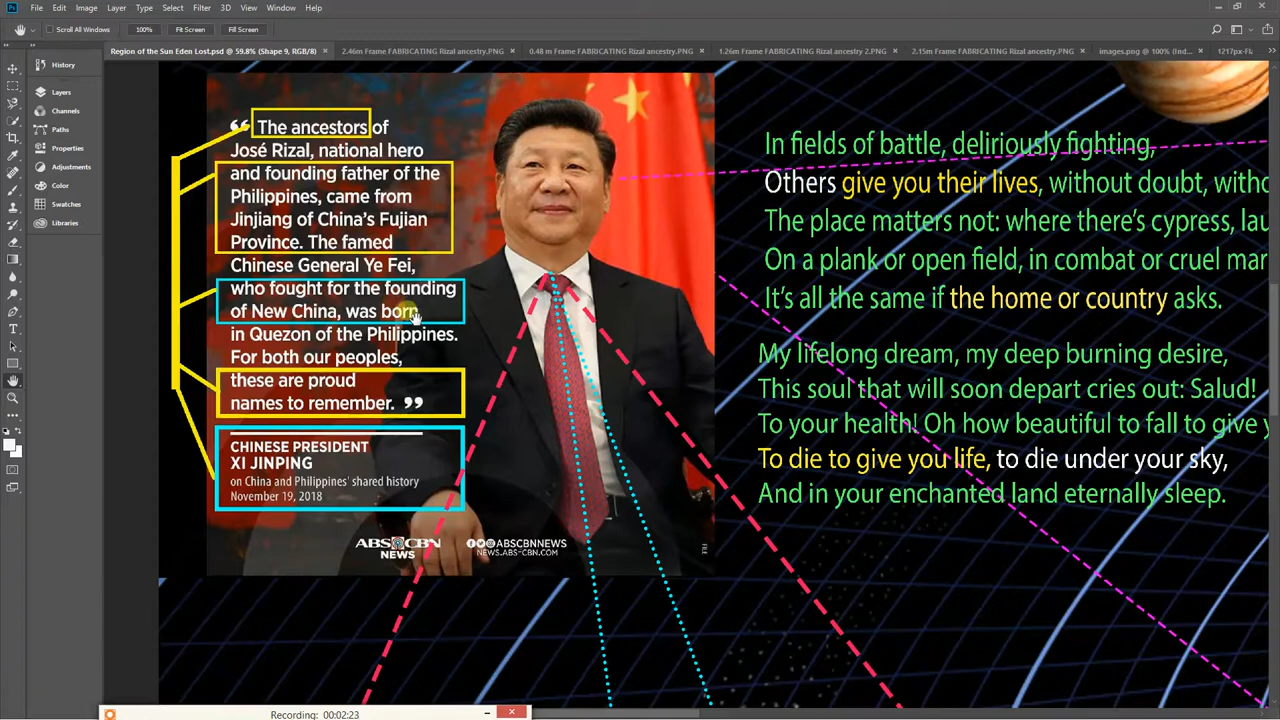 File Edit Image Layer Type Select Filter 3D View Window Help
Scroll All Windows 100% Fit Screen Fill Screen
Region of the Sun Eden Lost.psd @ 59.8% (Shape 9, RGB/8)
2.46m Frame FABRICATING Rizal ancestry.PNG
0.48 m Frame FABRICATING Rizal ancestry.PNG
1.26m Frame FABRICATING Rizal ancestry 2.PNG
2.15m Frame FABRICATING Rizal ancestry.PNG
images.png @ 100% (Ind...
1217px-Fl
History
Layers
Channels
Paths
Properties
Adjustments
Color
Swatches
Libraries
“ The ancestors of
José Rizal, national hero
and founding father of the
Philippines, came from
Jinjiang of China’s Fujian
Province. The famed
Chinese General Ye Fei,
who fought for the founding
of New China, was born
in Quezon of the Philippines.
For both our peoples,
these are proud
names to remember. ”
CHINESE PRESIDENT
XI JINPING
on China and Philippines' shared history
November 19, 2018
ABS CBN
NEWS
ABSCBNNEWS
NEWS.ABS-CBN.COM
FILE
In fields of battle, deliriously fighting,
Others give you their lives, without doubt, witho
The place matters not: where there’s cypress, lau
On a plank or open field, in combat or cruel mar
It’s all the same if the home or country asks.
My lifelong dream, my deep burning desire,
This soul that will soon depart cries out: Salud!
To your health! Oh how beautiful to fall to give y
To die to give you life, to die under your sky,
And in your enchanted land eternally sleep.
Recording: 00:02:23